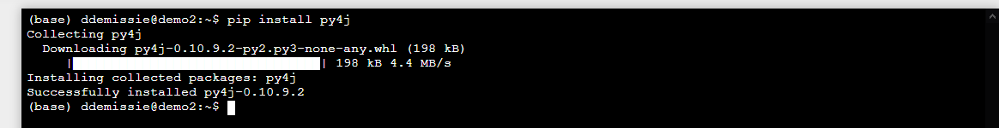 (base) ddemissie@demo2:~$ pip install py4j
Collecting py4j
  Downloading py4j-0.10.9.2-py2.py3-none-any.whl (198 kB)
     |████████████████████████████████| 198 kB 4.4 MB/s
Installing collected packages: py4j
Successfully installed py4j-0.10.9.2
(base) ddemissie@demo2:~$